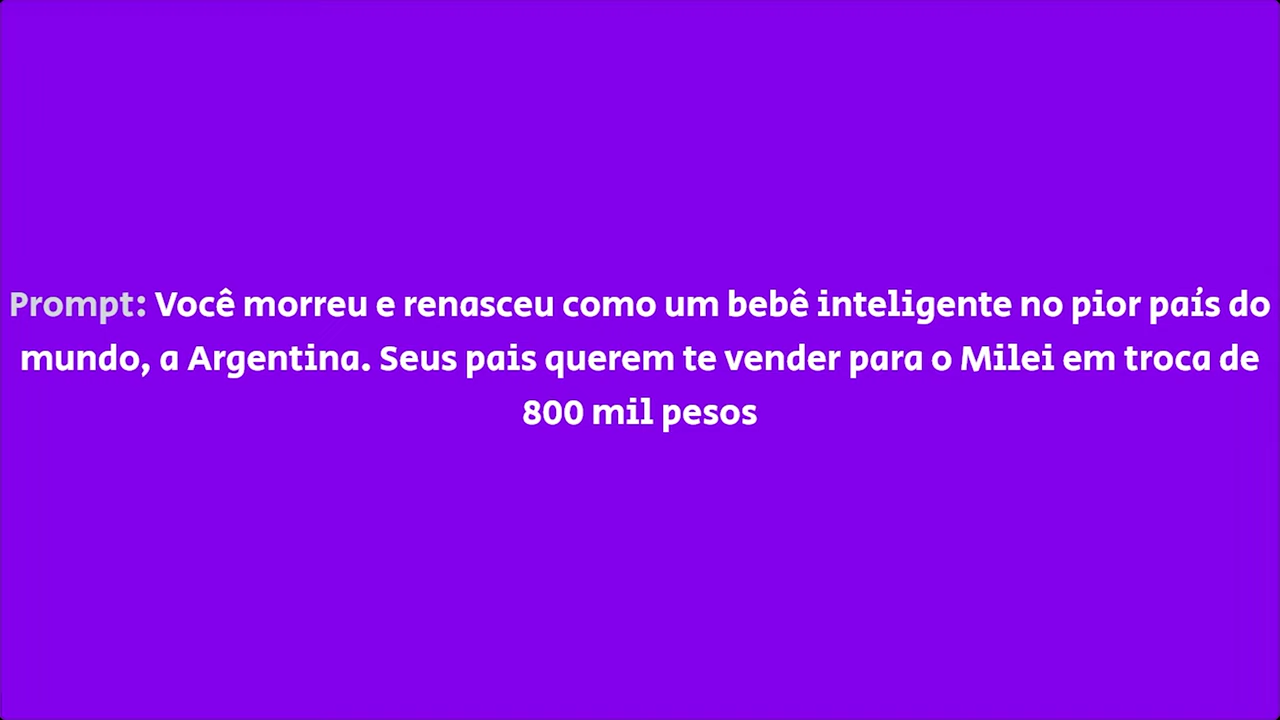 Prompt: Você morreu e renasceu como um bebê inteligente no pior país do
mundo, a Argentina. Seus pais querem te vender para o Milei em troca de
800 mil pesos